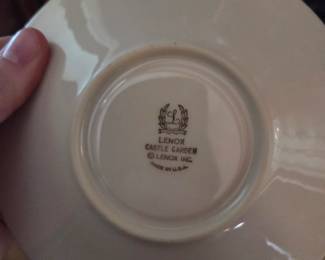 L
LENOX
CASTLE GARDEN
© LENOX INC.
MADE IN U.S.A.